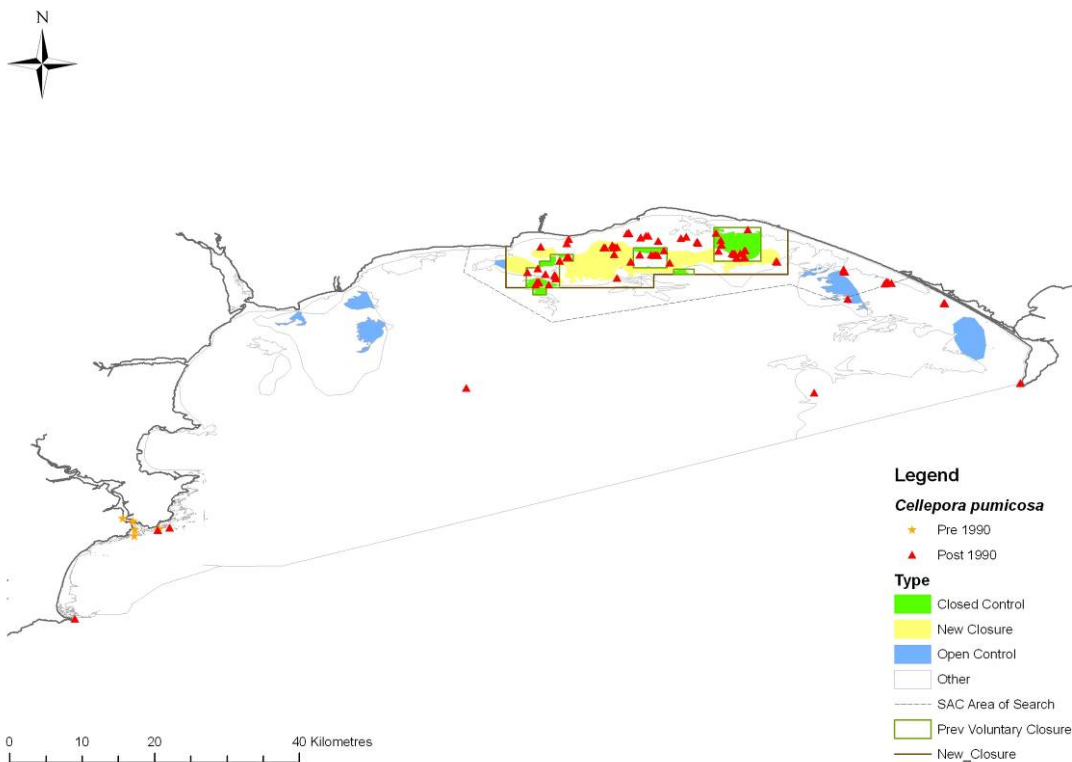 N
Legend
Cellepora pumicosa
Pre 1990
Post 1990
Type
Closed Control
New Closure
Open Control
Other
SAC Area of Search
Prev Voluntary Closure
New_Closure
0 10 20 40 Kilometres